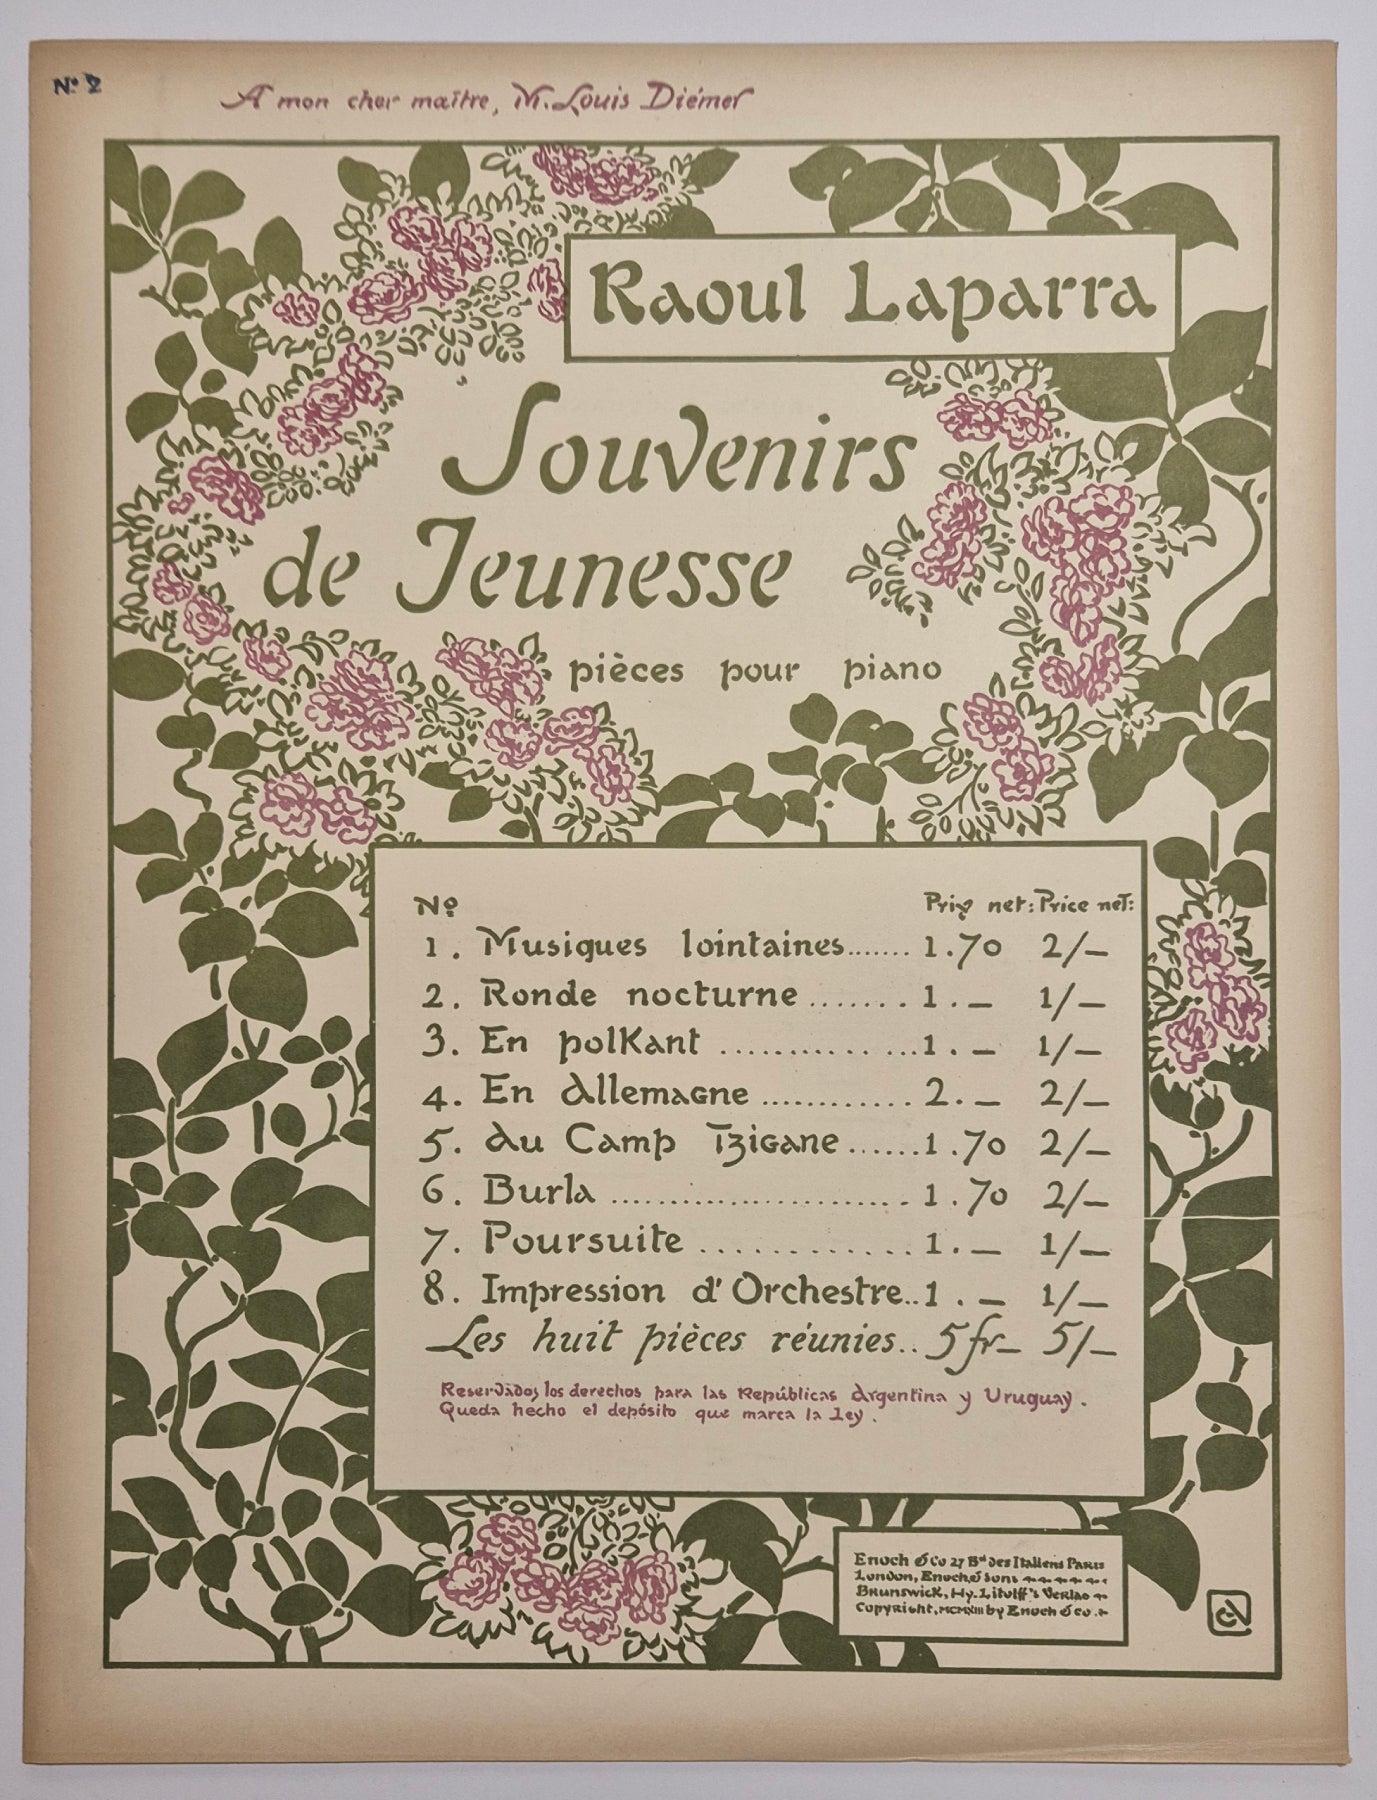 No. 2
A mon cher maître, M. Louis Diémer
Raoul Laparra
Souvenirs
de Jeunesse
pièces pour piano
No Prix net: Price net:
1. Musiques lointaines....... 1.70 2/—
2. Ronde nocturne ........ 1.— 1/—
3. En polkant .............. 1.— 1/—
4. En Allemagne ............ 2.— 2/—
5. Au Camp Tzigane ...... 1.70 2/—
6. Burla ........................ 1.70 2/—
7. Poursuite ............. 1.— 1/—
8. Impression d'Orchestre.. 1.— 1/—
Les huit pièces réunies.. 5 fr— 5/—
Reservados los derechos para las Repúblicas Argentina y Uruguay.
Queda hecho el depósito que marca la ley.
Enoch & Co 27 Bd des Italiens Paris
London, Enoch & Sons
Brunswick, Hy. Litolff's Verlag
Copyright, MCMXIII by Enoch & Co.